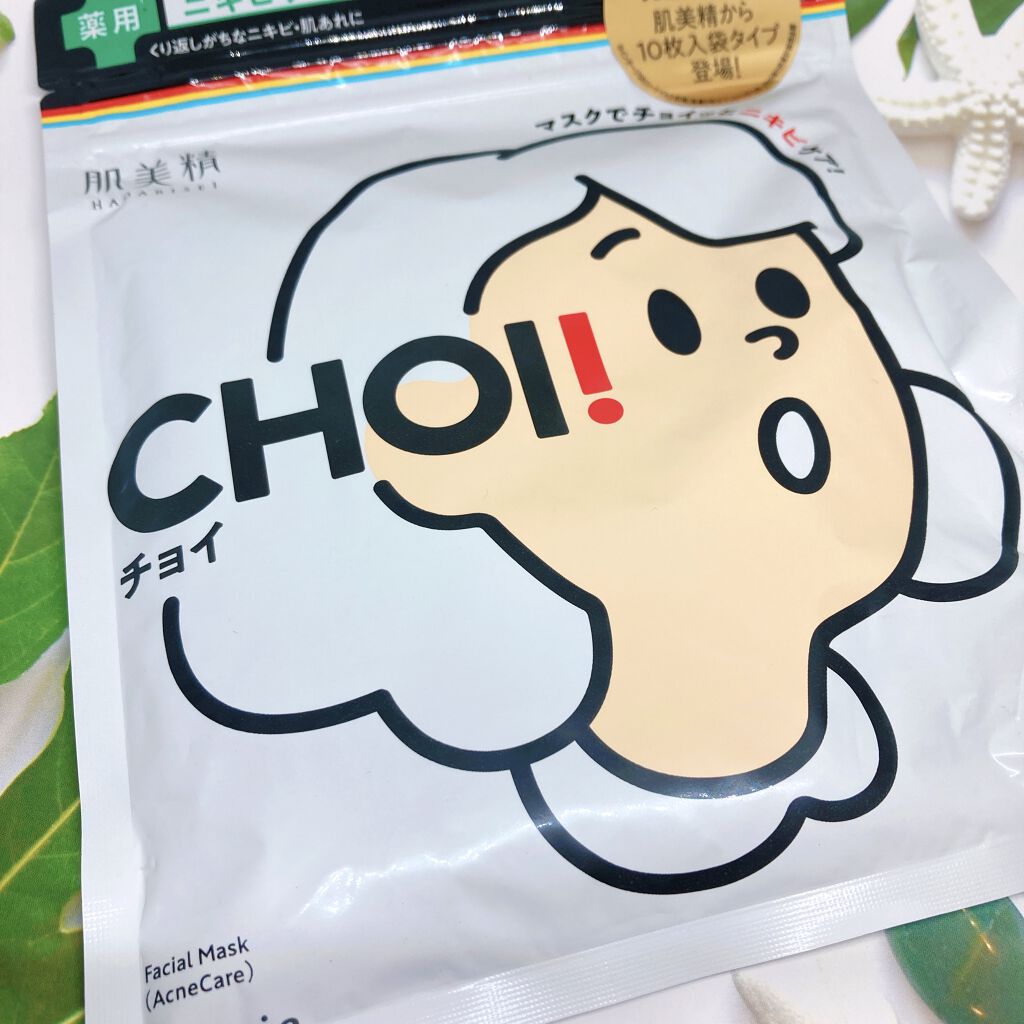 薬用
くり返しがちなニキビ・肌あれに
肌美精から
10枚入袋タイプ
登場!
マスクでチョイっとニキビケア!
肌美精
HADABISEI
CHOI!
チョイ
Facial Mask
(AcneCare)